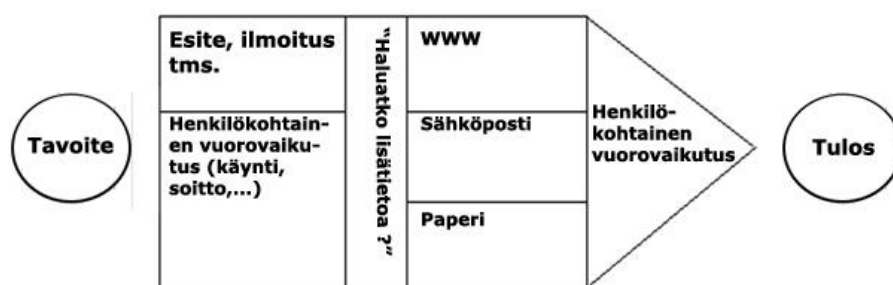 Tavoite
Esite, ilmoitus
tms.
Henkilökohtain-
en vuorovaiku-
tus (käynti,
soitto,...)
“Haluatko lisätietoa ?”
WWW
Sähköposti
Paperi
Henkilö-
kohtainen
vuorovaikutus
Tulos